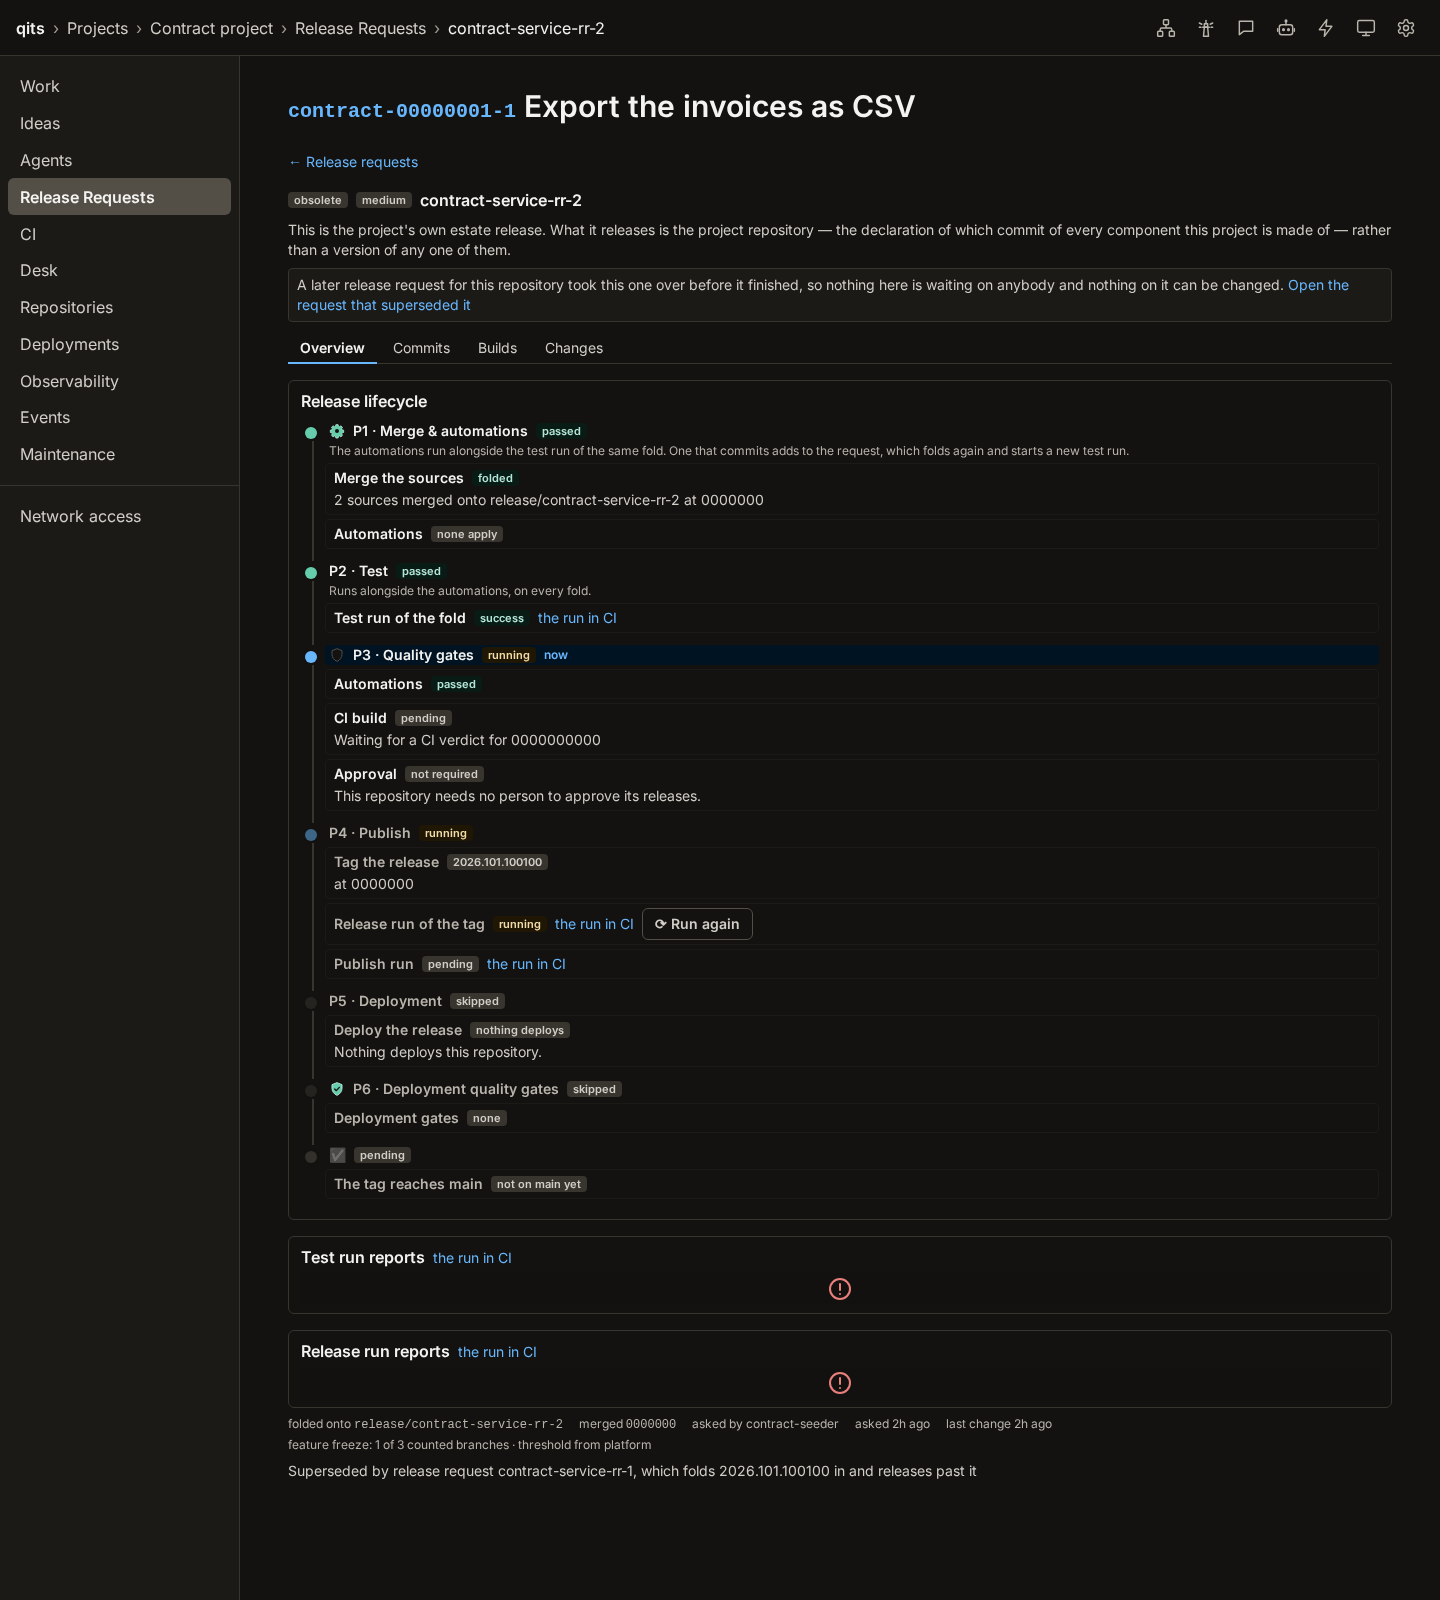 qits › Projects › Contract project › Release Requests › contract-service-rr-2
Work
Ideas
Agents
Release Requests
CI
Desk
Repositories
Deployments
Observability
Events
Maintenance
Network access
contract-00000001-1 Export the invoices as CSV
← Release requests
obsolete medium contract-service-rr-2
This is the project's own estate release. What it releases is the project repository — the declaration of which commit of every component this project is made of — rather
than a version of any one of them.
A later release request for this repository took this one over before it finished, so nothing here is waiting on anybody and nothing on it can be changed. Open the
request that superseded it
Overview Commits Builds Changes
Release lifecycle
P1 · Merge & automations passed
The automations run alongside the test run of the same fold. One that commits adds to the request, which folds again and starts a new test run.
Merge the sources folded
2 sources merged onto release/contract-service-rr-2 at 0000000
Automations none apply
P2 · Test passed
Runs alongside the automations, on every fold.
Test run of the fold success the run in CI
P3 · Quality gates running now
Automations passed
CI build pending
Waiting for a CI verdict for 0000000000
Approval not required
This repository needs no person to approve its releases.
P4 · Publish running
Tag the release 2026.101.100100
at 0000000
Release run of the tag running the run in CI ⟳ Run again
Publish run pending the run in CI
P5 · Deployment skipped
Deploy the release nothing deploys
Nothing deploys this repository.
P6 · Deployment quality gates skipped
Deployment gates none
pending
The tag reaches main not on main yet
Test run reports the run in CI
Release run reports the run in CI
folded onto release/contract-service-rr-2 merged 0000000 asked by contract-seeder asked 2h ago last change 2h ago
feature freeze: 1 of 3 counted branches · threshold from platform
Superseded by release request contract-service-rr-1, which folds 2026.101.100100 in and releases past it